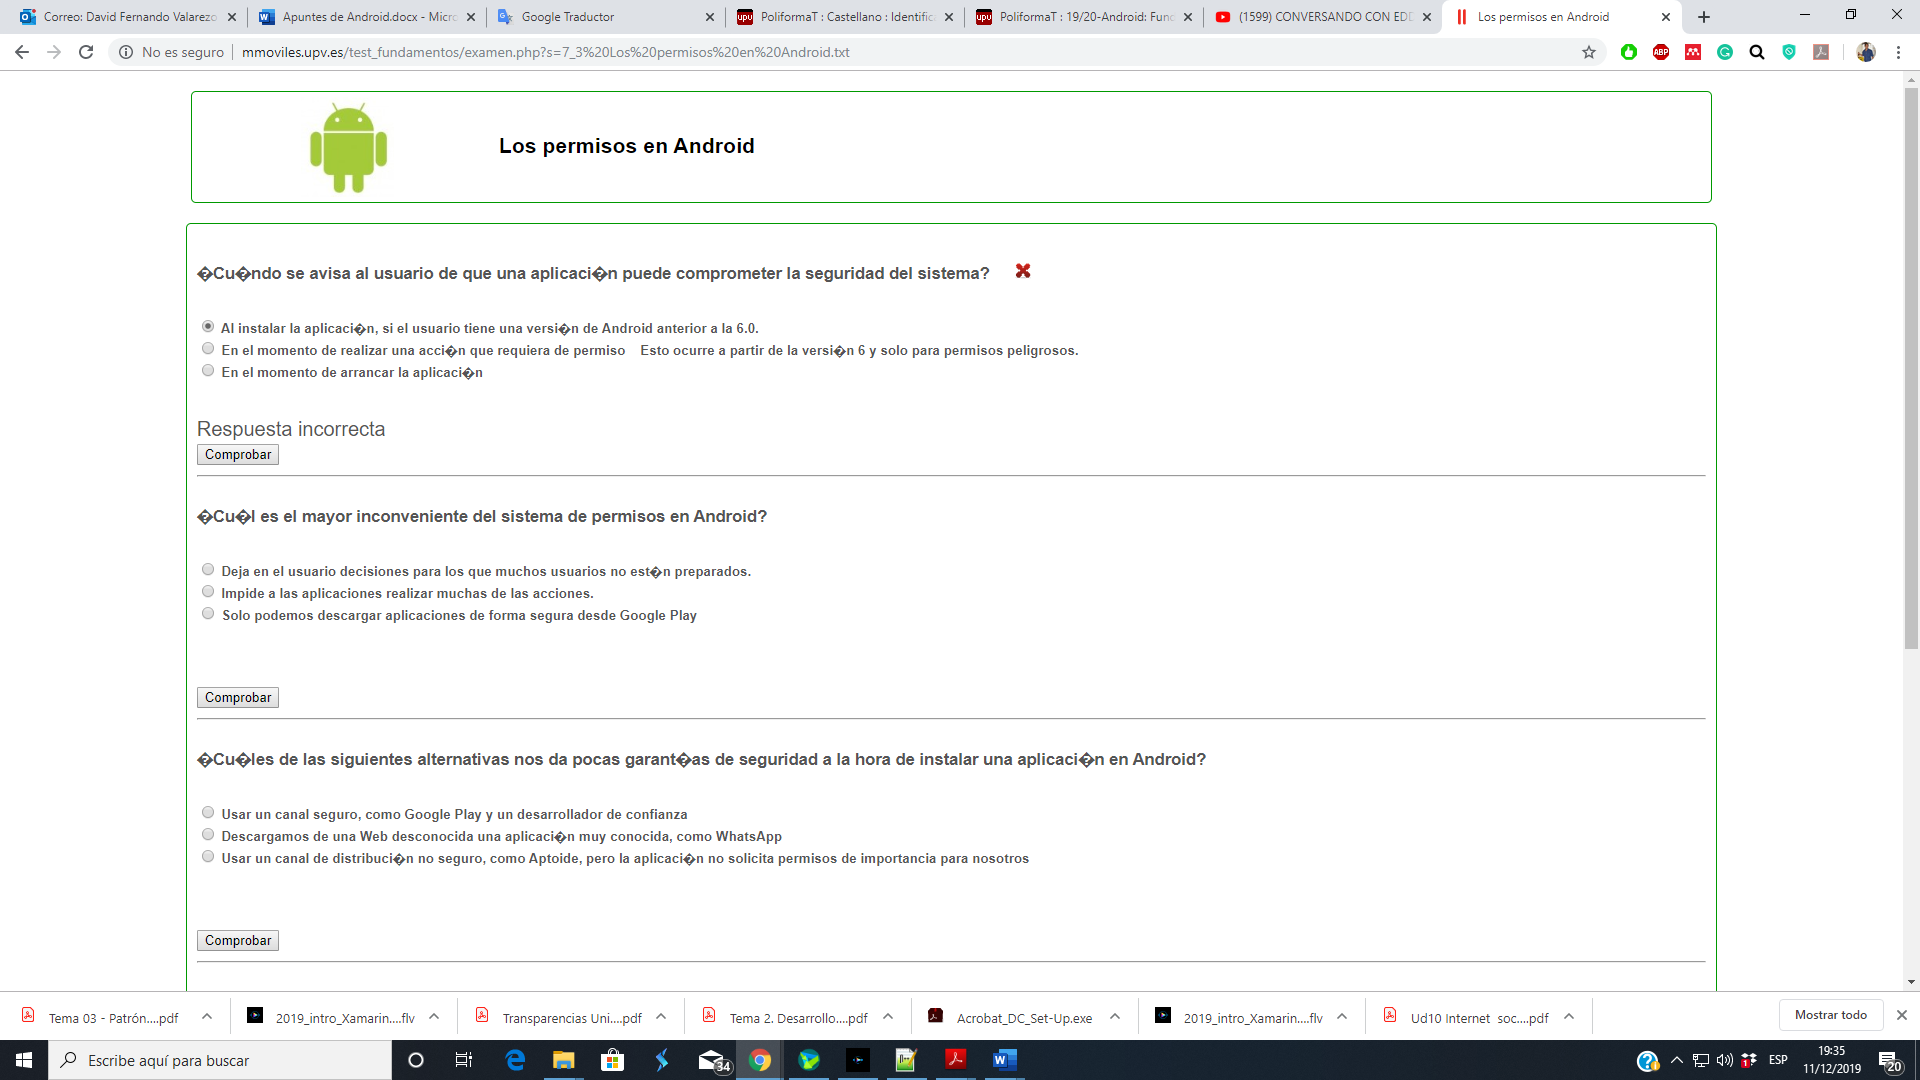 Correo: David Fernando Valarezo
Apuntes de Android.docx - Micro
Google Traductor
PoliformaT : Castellano : Identific
PoliformaT : 19/20-Android: Fund
(1599) CONVERSANDO CON EDD
Los permisos en Android
No es seguro
mmoviles.upv.es/test_fundamentos/examen.php?s=7_3%20Los%20permisos%20en%20Android.txt
ABP
Los permisos en Android
�Cu�ndo se avisa al usuario de que una aplicaci�n puede comprometer la seguridad del sistema?
Al instalar la aplicaci�n, si el usuario tiene una versi�n de Android anterior a la 6.0.
En el momento de realizar una acci�n que requiera de permiso Esto ocurre a partir de la versi�n 6 y solo para permisos peligrosos.
En el momento de arrancar la aplicaci�n
Respuesta incorrecta
Comprobar
�Cu�l es el mayor inconveniente del sistema de permisos en Android?
Deja en el usuario decisiones para los que muchos usuarios no est�n preparados.
Impide a las aplicaciones realizar muchas de las acciones.
Solo podemos descargar aplicaciones de forma segura desde Google Play
Comprobar
�Cu�les de las siguientes alternativas nos da pocas garant�as de seguridad a la hora de instalar una aplicaci�n en Android?
Usar un canal seguro, como Google Play y un desarrollador de confianza
Descargamos de una Web desconocida una aplicaci�n muy conocida, como WhatsApp
Usar un canal de distribuci�n no seguro, como Aptoide, pero la aplicaci�n no solicita permisos de importancia para nosotros
Comprobar
Tema 03 - Patrón....pdf
2019_intro_Xamarin....flv
Transparencias Uni....pdf
Tema 2. Desarrollo....pdf
Acrobat_DC_Set-Up.exe
2019_intro_Xamarin....flv
Ud10 Internet soc....pdf
Mostrar todo
Escribe aquí para buscar
34
ESP
19:35
11/12/2019
20